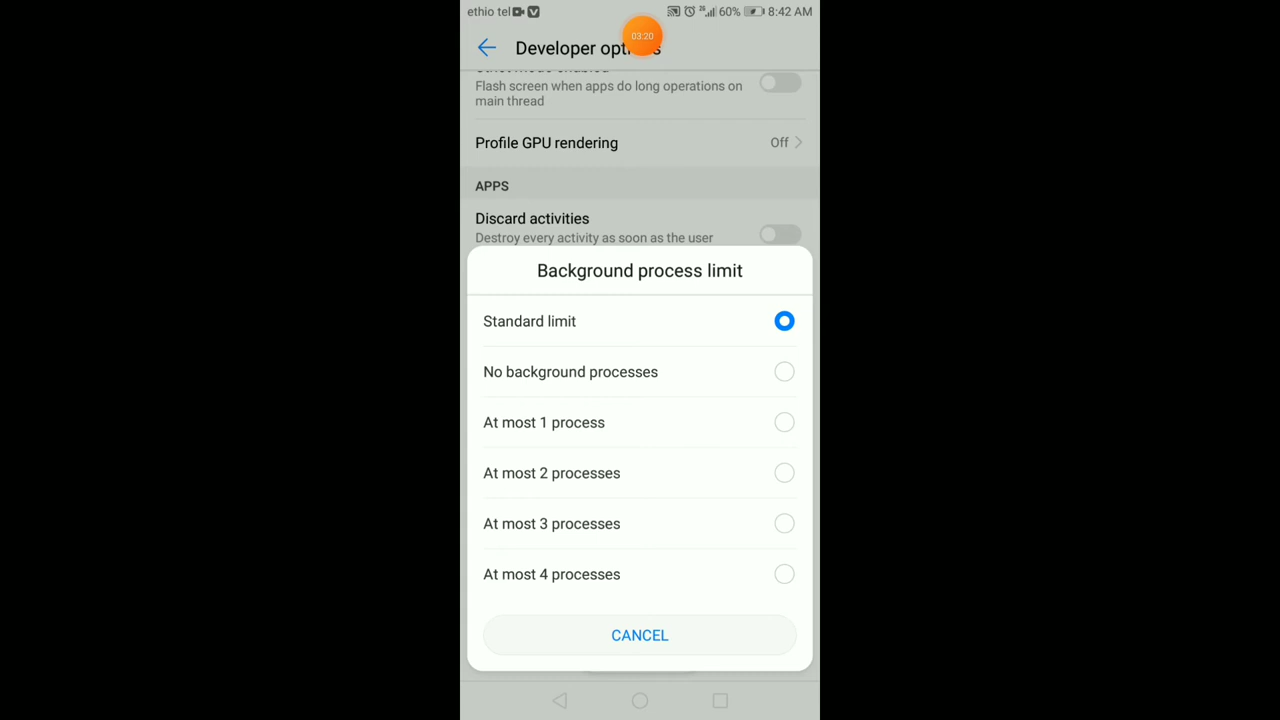 ethio tel
60%
8:42 AM
03:20
Developer opt
Flash screen when apps do long operations on
main thread
Profile GPU rendering
Off
APPS
Discard activities
Destroy every activity as soon as the user
Background process limit
Standard limit
No background processes
At most 1 process
At most 2 processes
At most 3 processes
At most 4 processes
CANCEL